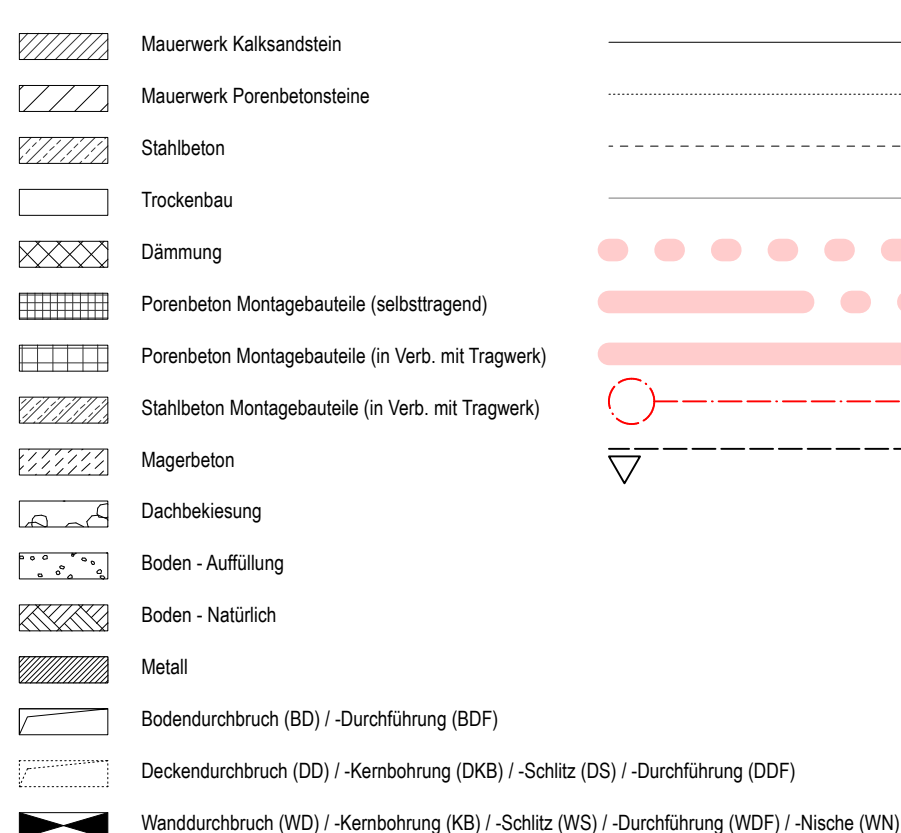 Mauerwerk Kalksandstein
Mauerwerk Porenbetonsteine
Stahlbeton
Trockenbau
Dämmung
Porenbeton Montagebauteile (selbsttragend)
Porenbeton Montagebauteile (in Verb. mit Tragwerk)
Stahlbeton Montagebauteile (in Verb. mit Tragwerk)
Magerbeton
Dachbekiesung
Boden - Auffüllung
Boden - Natürlich
Metall
Bodendurchbruch (BD) / -Durchführung (BDF)
Deckendurchbruch (DD) / -Kernbohrung (DKB) / -Schlitz (DS) / -Durchführung (DDF)
Wanddurchbruch (WD) / -Kernbohrung (KB) / -Schlitz (WS) / -Durchführung (WDF) / -Nische (WN)